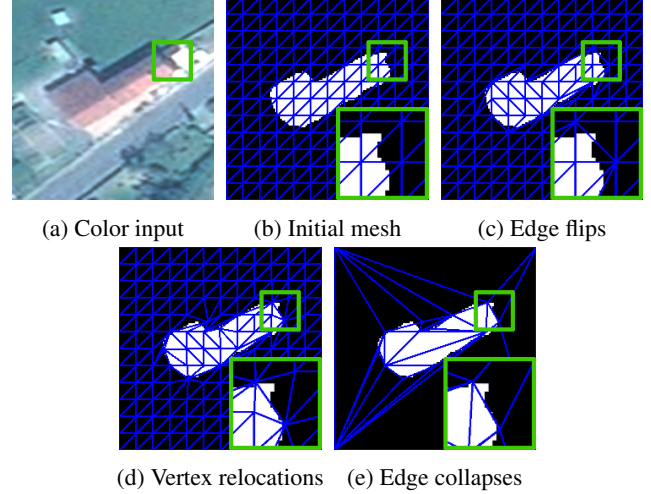 (a) Color input
(b) Initial mesh
(c) Edge flips
(d) Vertex relocations
(e) Edge collapses